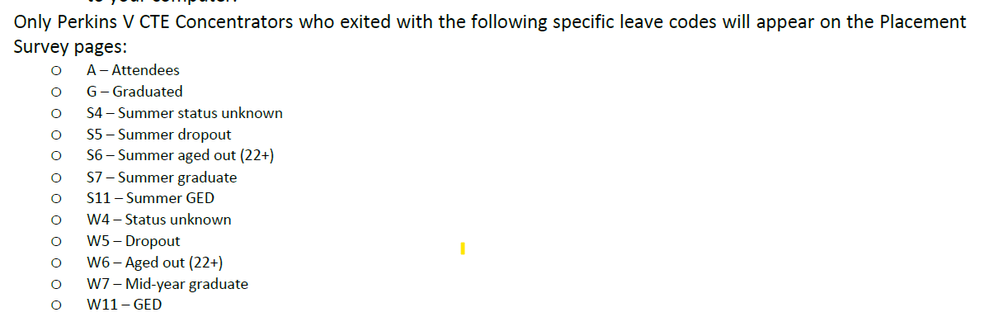 Only Perkins V CTE Concentrators who exited with the following specific leave codes will appear on the Placement
Survey pages:
o A – Attendees
o G – Graduated
o S4 – Summer status unknown
o S5 – Summer dropout
o S6 – Summer aged out (22+)
o S7 – Summer graduate
o S11 – Summer GED
o W4 – Status unknown
o W5 – Dropout
o W6 – Aged out (22+)
o W7 – Mid-year graduate
o W11 – GED